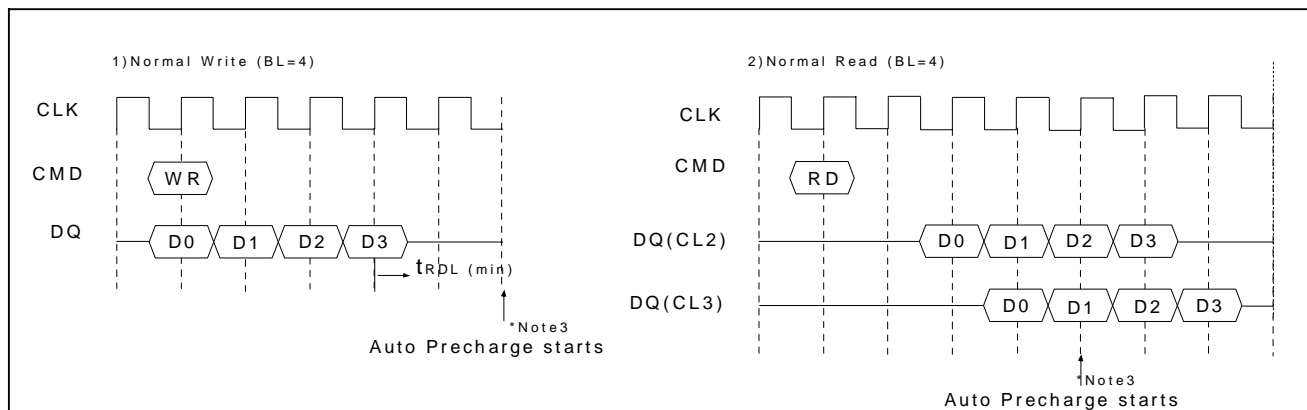 1)Normal Write (BL=4)
CLK
CMD
WR
DQ
D0 D1 D2 D3
tRDL (min)
*Note3
Auto Precharge starts
2)Normal Read (BL=4)
CLK
CMD
RD
DQ(CL2)
D0 D1 D2 D3
DQ(CL3)
D0 D1 D2 D3
*Note3
Auto Precharge starts